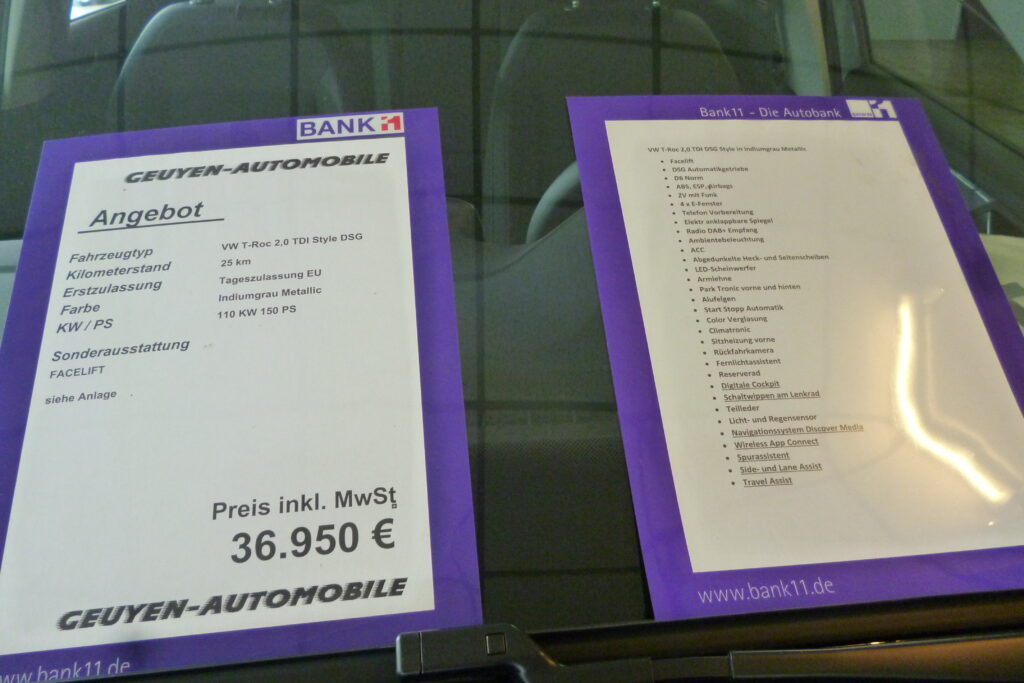 BANK 11
GEUYEN-AUTOMOBILE
Angebot
Fahrzeugtyp VW T-Roc 2,0 TDI Style DSG
Kilometerstand 25 km
Erstzulassung Tageszulassung EU
Farbe Indiumgrau Metallic
KW / PS 110 KW 150 PS
Sonderausstattung
FACELIFT
siehe Anlage
Preis inkl. MwSt
36.950 €
GEUYEN-AUTOMOBILE
www.bank11.de
Bank11 - Die Autobank
VW T-Roc 2,0 TDI DSG Style in Indiumgrau Metallic
• Facelift
• DSG Automatikgetriebe
• D6 Norm
• ABS, ESP, Airbags
• ZV mit Funk
• 4 x E-Fenster
• Telefon Vorbereitung
• Elektr anklappbare Spiegel
• Radio DAB+ Empfang
• Ambientebeleuchtung
• ACC
• Abgedunkelte Heck- und Seitenscheiben
• LED-Scheinwerfer
• Armlehne
• Park Tronic vorne und hinten
• Alufelgen
• Start Stopp Automatik
• Color Verglasung
• Climatronic
• Sitzheizung vorne
• Rückfahrkamera
• Fernlichtassistent
• Reserverad
• Digitale Cockpit
• Schaltwippen am Lenkrad
• Teilleder
• Licht- und Regensensor
• Navigationssystem Discover Media
• Wireless App Connect
• Spurassistent
• Side- und Lane Assist
• Travel Assist
www.bank11.de